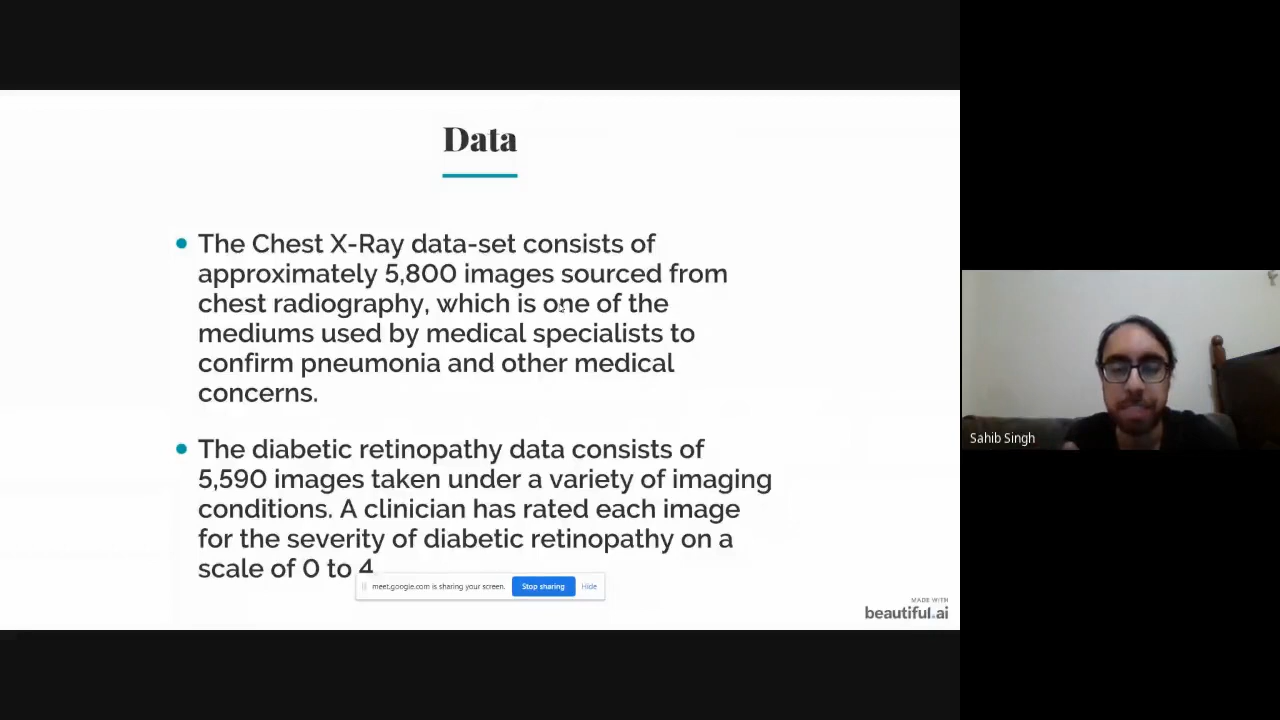 Data
The Chest X-Ray data-set consists of
approximately 5,800 images sourced from
chest radiography, which is one of the
mediums used by medical specialists to
confirm pneumonia and other medical
concerns.
The diabetic retinopathy data consists of
5,590 images taken under a variety of imaging
conditions. A clinician has rated each image
for the severity of diabetic retinopathy on a
scale of 0 to 4
meet.google.com is sharing your screen. Stop sharing Hide
MADE WITH
beautiful.ai
Sahib Singh